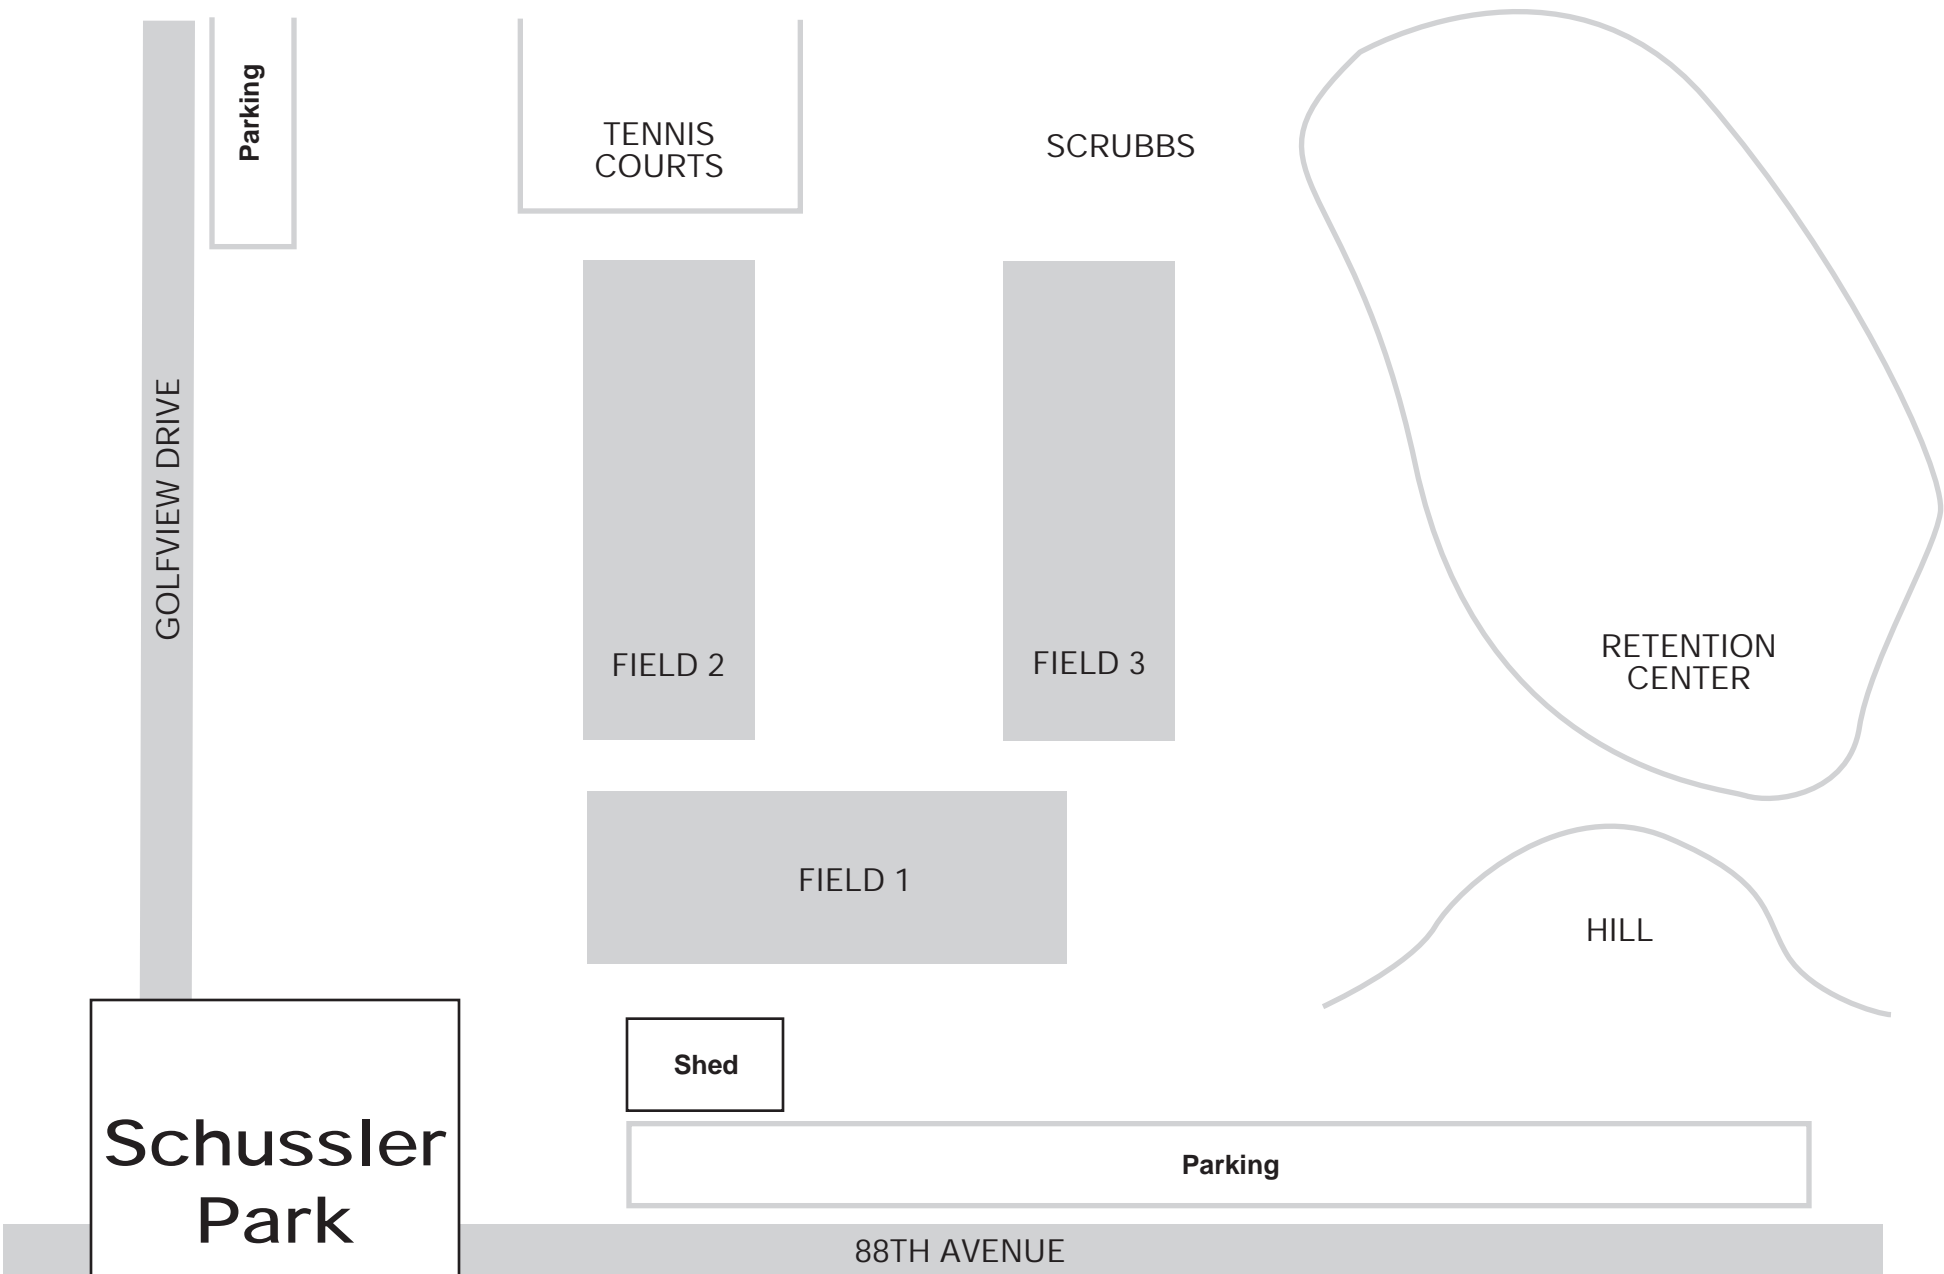 Parking
TENNIS
COURTS
SCRUBBS
GOLFVIEW DRIVE
FIELD 2
FIELD 3
RETENTION
CENTER
FIELD 1
HILL
Shed
Schussler
Park
Parking
88TH AVENUE